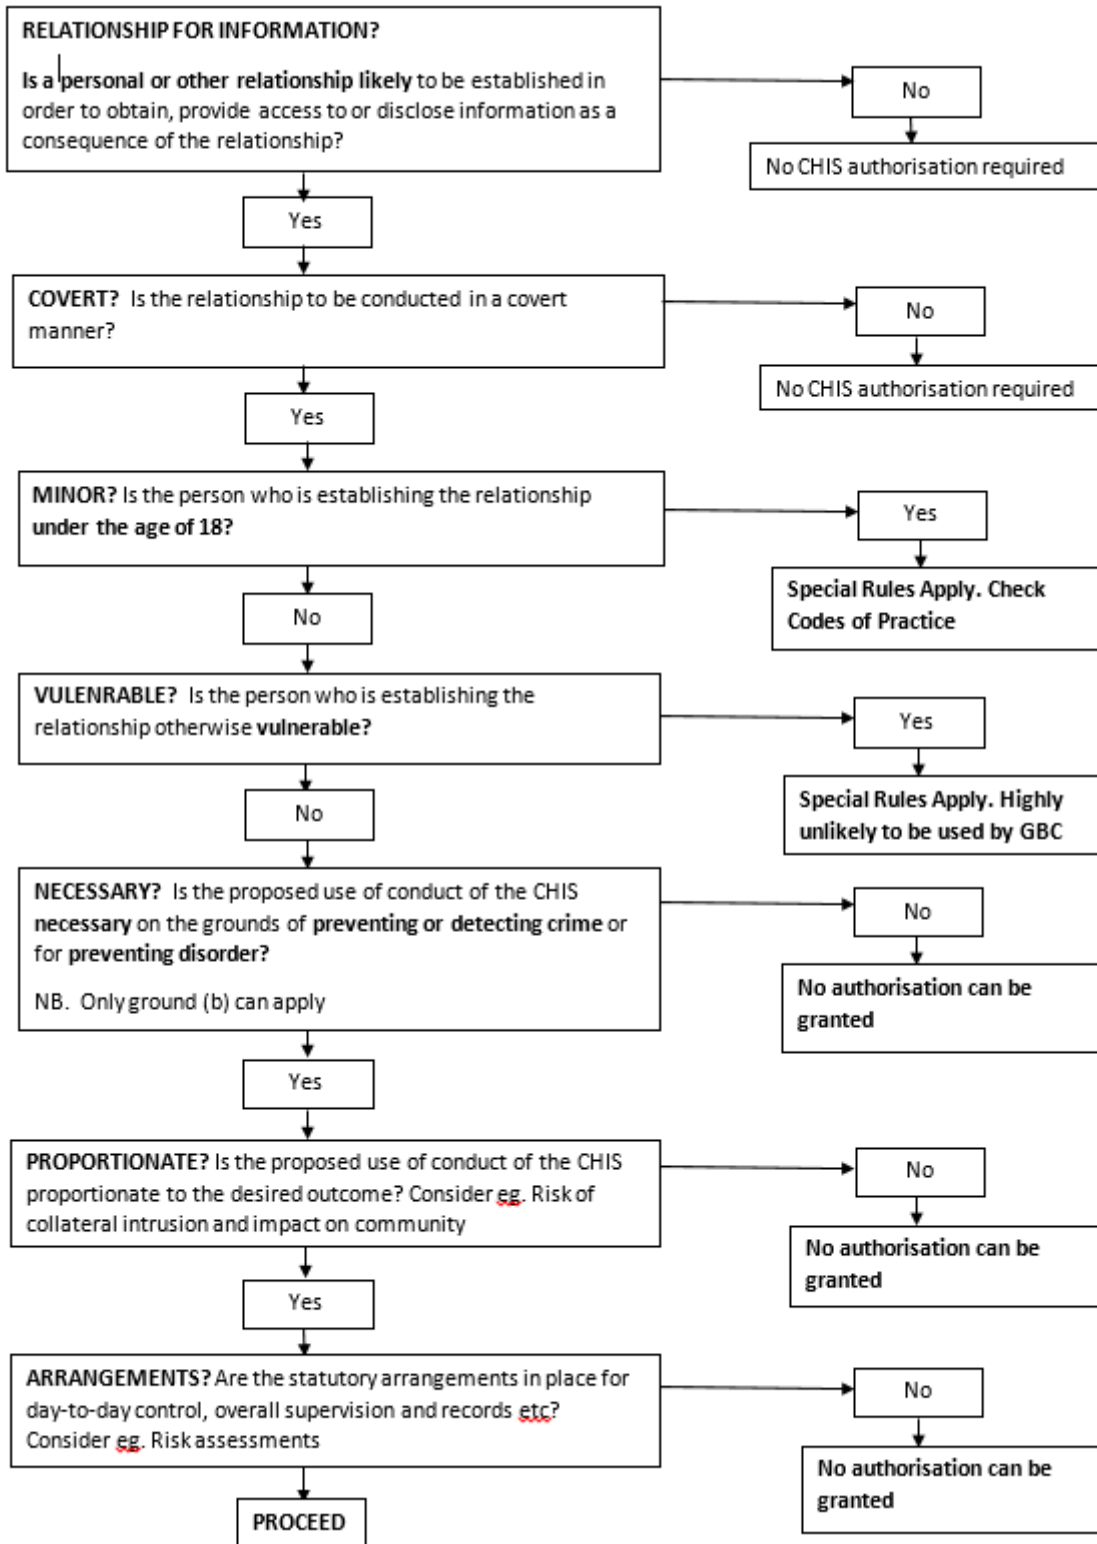 RELATIONSHIP FOR INFORMATION?
Is a personal or other relationship likely to be established in
order to obtain, provide access to or disclose information as a
consequence of the relationship?
No
No CHIS authorisation required
Yes
COVERT? Is the relationship to be conducted in a covert
manner?
No
No CHIS authorisation required
Yes
MINOR? Is the person who is establishing the relationship
under the age of 18?
Yes
Special Rules Apply. Check
Codes of Practice
No
VULENRABLE? Is the person who is establishing the
relationship otherwise vulnerable?
Yes
Special Rules Apply. Highly
unlikely to be used by GBC
No
NECESSARY? Is the proposed use of conduct of the CHIS
necessary on the grounds of preventing or detecting crime or
for preventing disorder?
NB. Only ground (b) can apply
No
No authorisation can be
granted
Yes
PROPORTIONATE? Is the proposed use of conduct of the CHIS
proportionate to the desired outcome? Consider eg. Risk of
collateral intrusion and impact on community
No
No authorisation can be
granted
Yes
ARRANGEMENTS? Are the statutory arrangements in place for
day-to-day control, overall supervision and records etc?
Consider eg. Risk assessments
No
No authorisation can be
granted
PROCEED